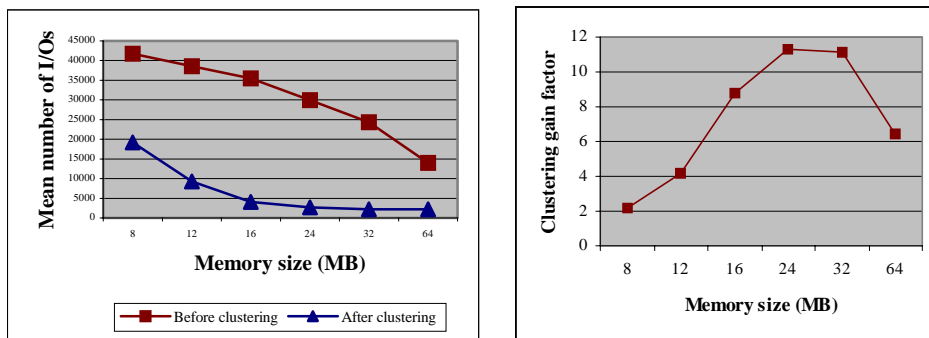 Mean number of I/Os
45000
40000
35000
30000
25000
20000
15000
10000
5000
0
8 12 16 24 32 64
Memory size (MB)
Before clustering After clustering
Clustering gain factor
12
10
8
6
4
2
0
8 12 16 24 32 64
Memory size (MB)